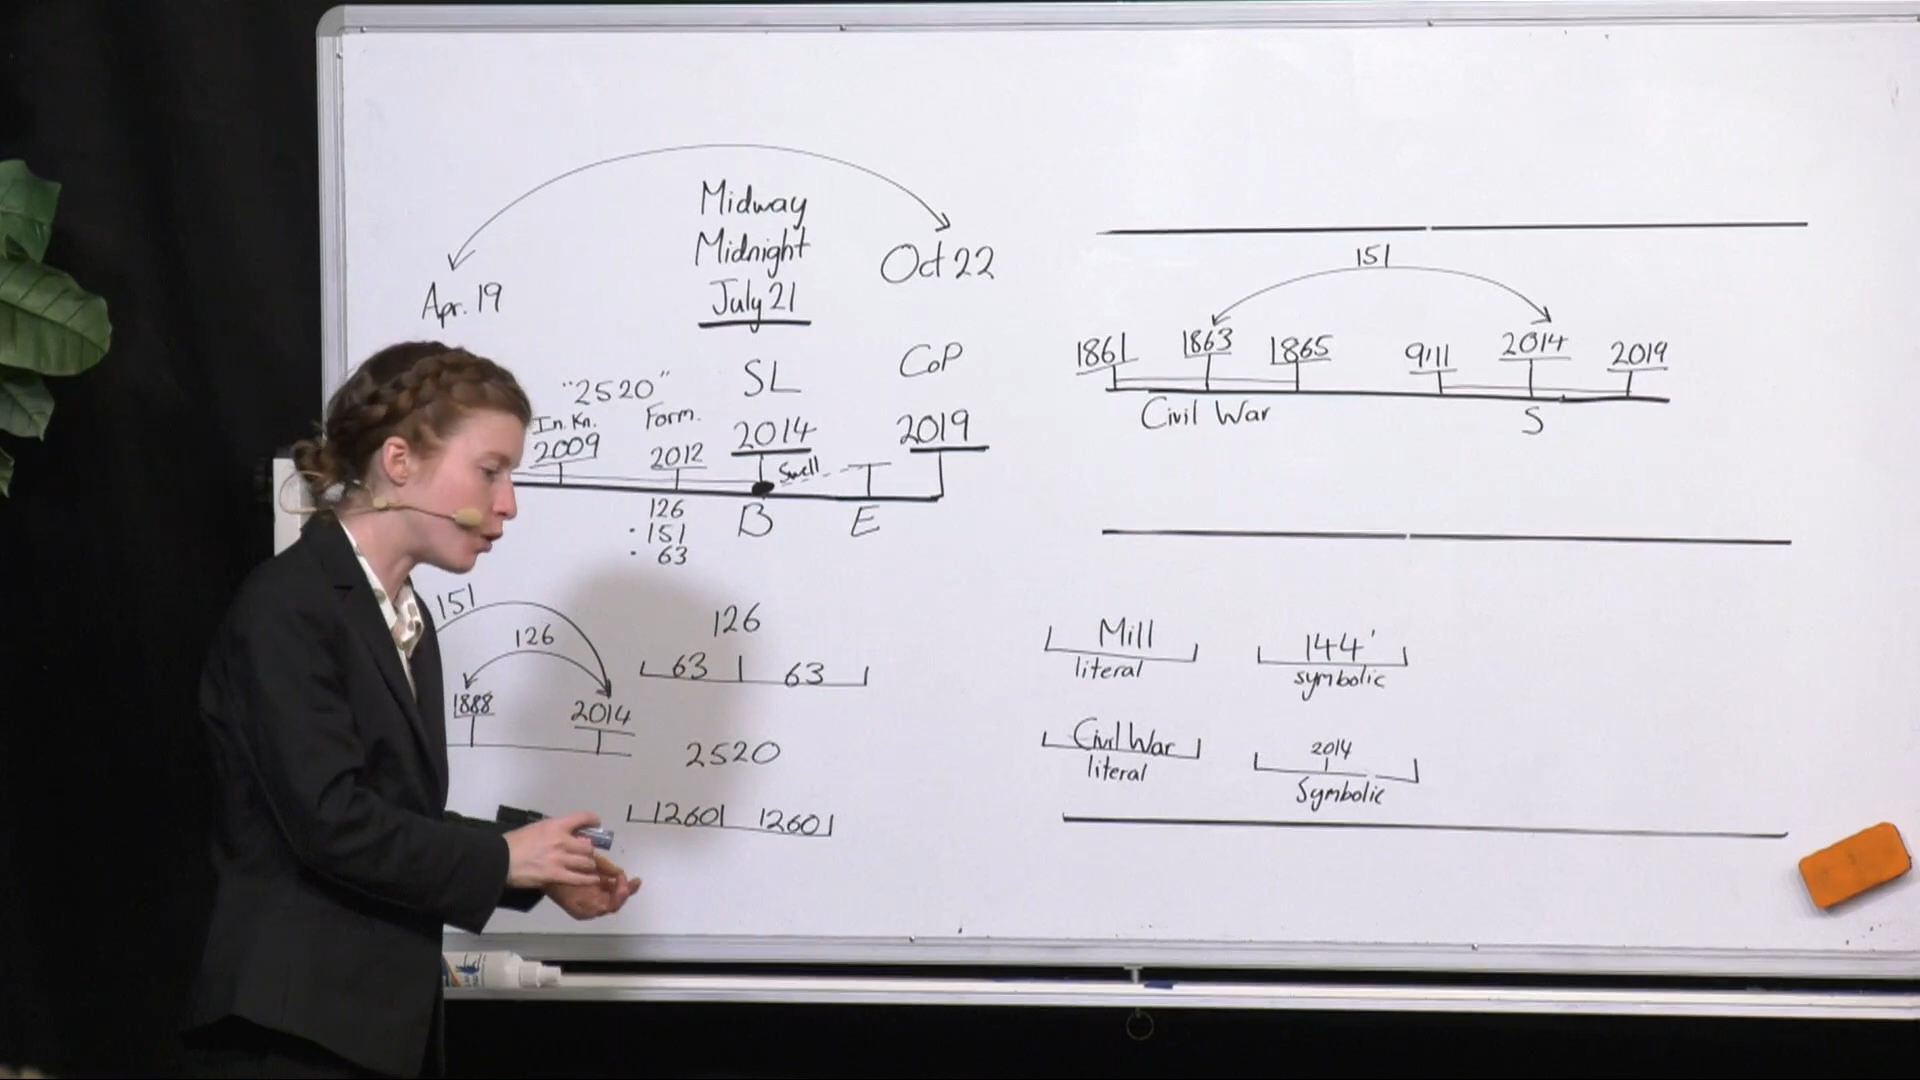 Midway
Midnight
July 21
Apr. 19
Oct 22
"2520"
SL
CoP
In. Kn.
Form.
2009
2012
2014
2019
Swell
126
· 151
· 63
B
E
151
126
1888
2014
126
63 63
2520
1260 1260
151
1861
1863
1865
9/11
2014
2019
Civil War
S
Mill
literal
144'
symbolic
Civil War
literal
2014
Symbolic